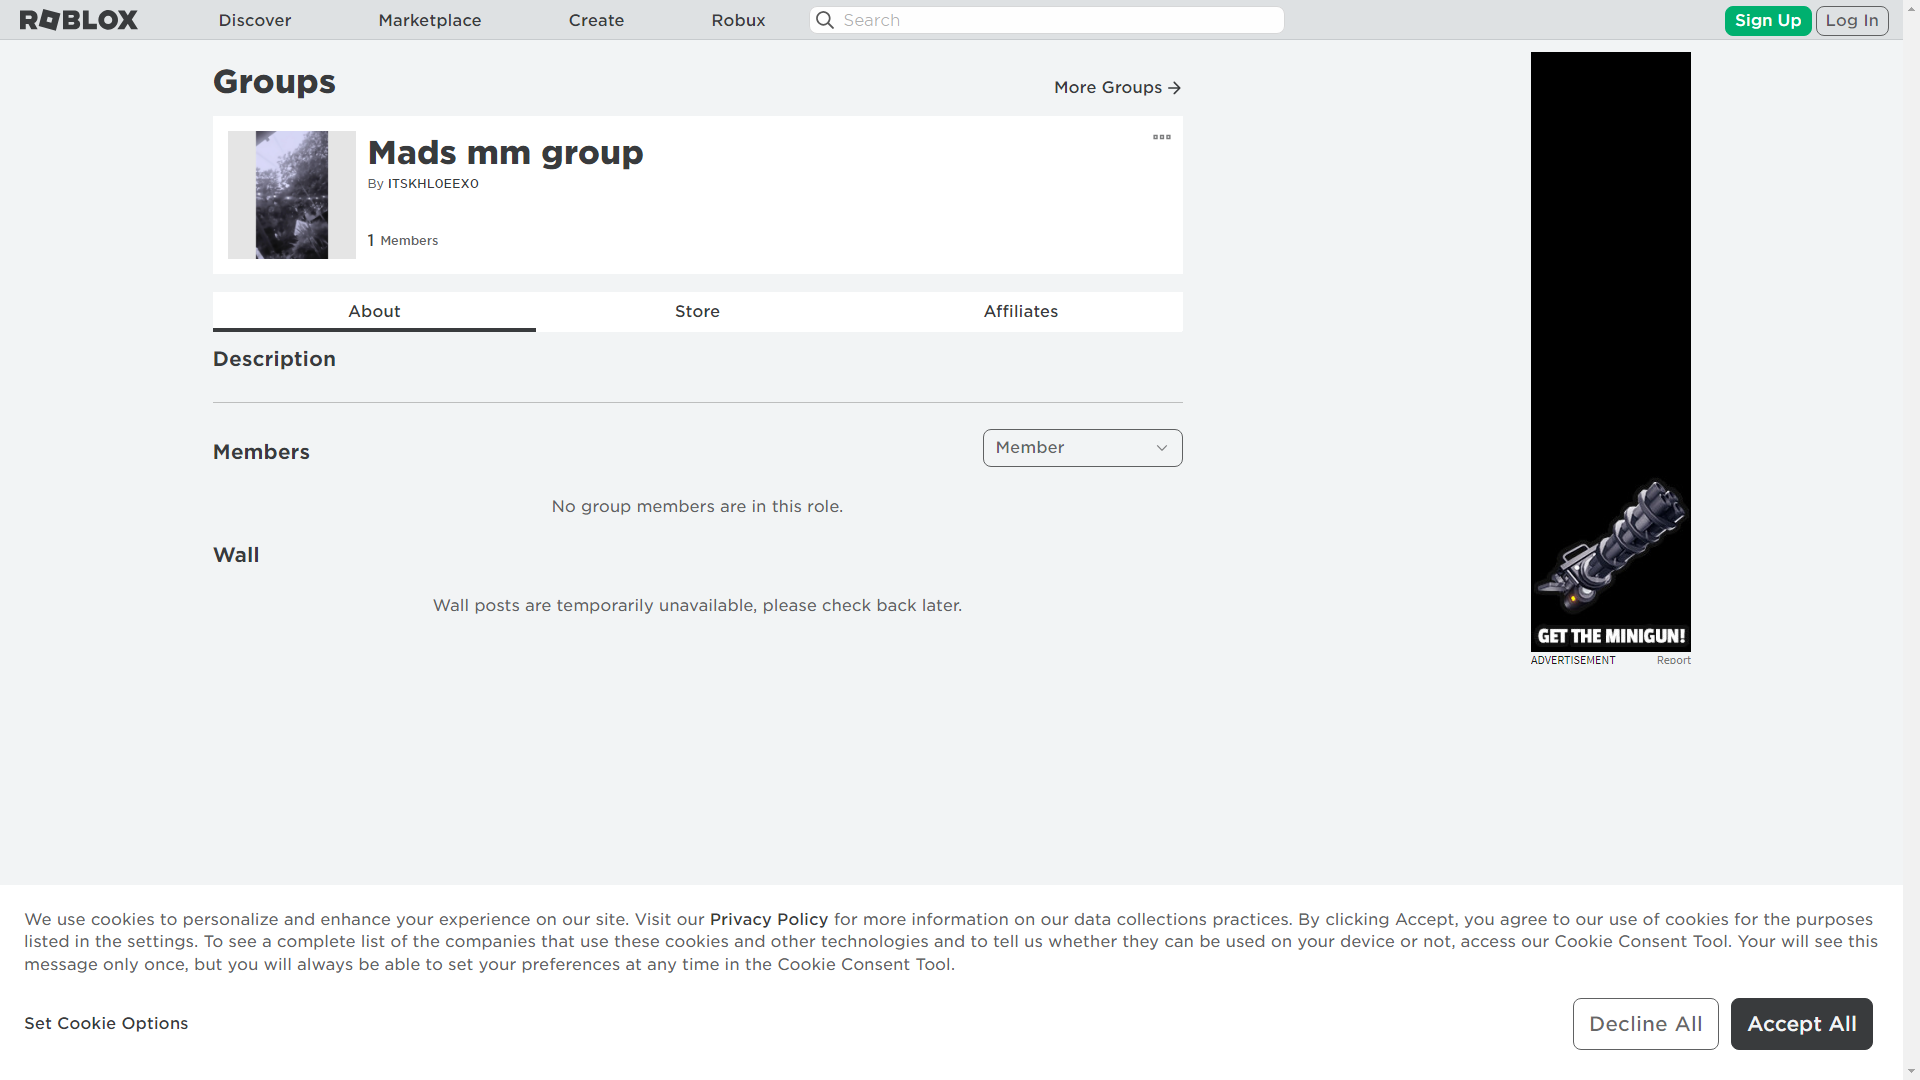 ROBLOX
Discover
Marketplace
Create
Robux
Search
Sign Up
Log In
Groups
More Groups
Mads mm group
By ITSKHL0EEX0
1 Members
About
Store
Affiliates
Description
Members
Member
No group members are in this role.
Wall
Wall posts are temporarily unavailable, please check back later.
GET THE MINIGUN!
ADVERTISEMENT
Report
We use cookies to personalize and enhance your experience on our site. Visit our Privacy Policy for more information on our data collections practices. By clicking Accept, you agree to our use of cookies for the purposes
listed in the settings. To see a complete list of the companies that use these cookies and other technologies and to tell us whether they can be used on your device or not, access our Cookie Consent Tool. Your will see this
message only once, but you will always be able to set your preferences at any time in the Cookie Consent Tool.
Set Cookie Options
Decline All
Accept All